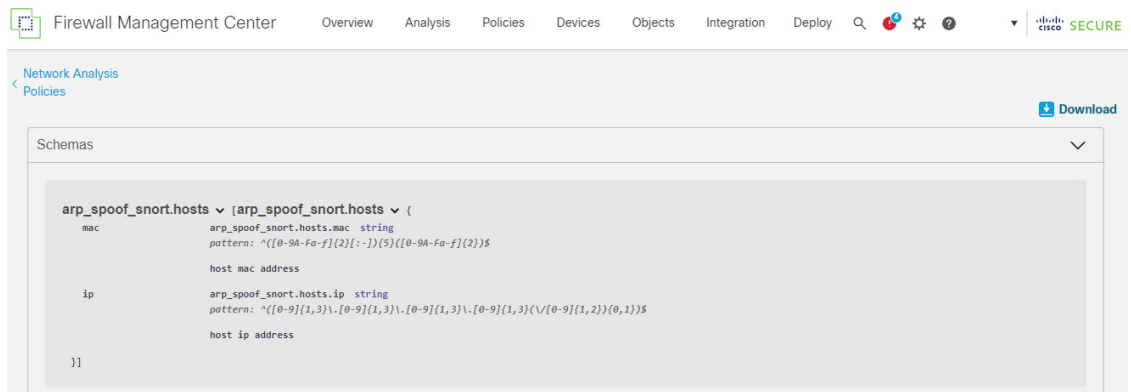 Firewall Management Center Overview Analysis Policies Devices Objects Integration Deploy 4 cisco SECURE
Network Analysis
Policies
Download
Schemas
arp_spoof_snort.hosts [arp_spoof_snort.hosts {
mac arp_spoof_snort.hosts.mac string
pattern: ^([0-9A-Fa-f]{2}[:-]){5}([0-9A-Fa-f]{2})$
host mac address
ip arp_spoof_snort.hosts.ip string
pattern: ^([0-9]{1,3}\.[0-9]{1,3}\.[0-9]{1,3}\.[0-9]{1,3}(\/[0-9]{1,2}){0,1})$
host ip address
}]